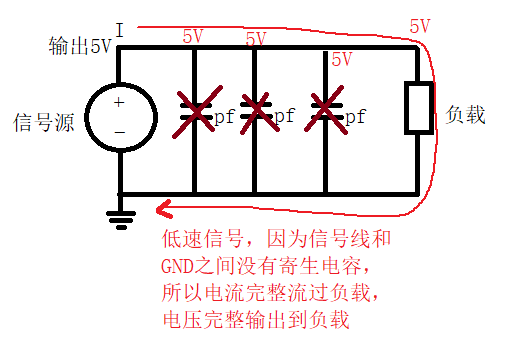 I
5V
5V
5V
5V
输出5V
+
−
信号源
pf
pf
pf
负载
低速信号，因为信号线和
GND之间没有寄生电容，
所以电流完整流过负载，
电压完整输出到负载